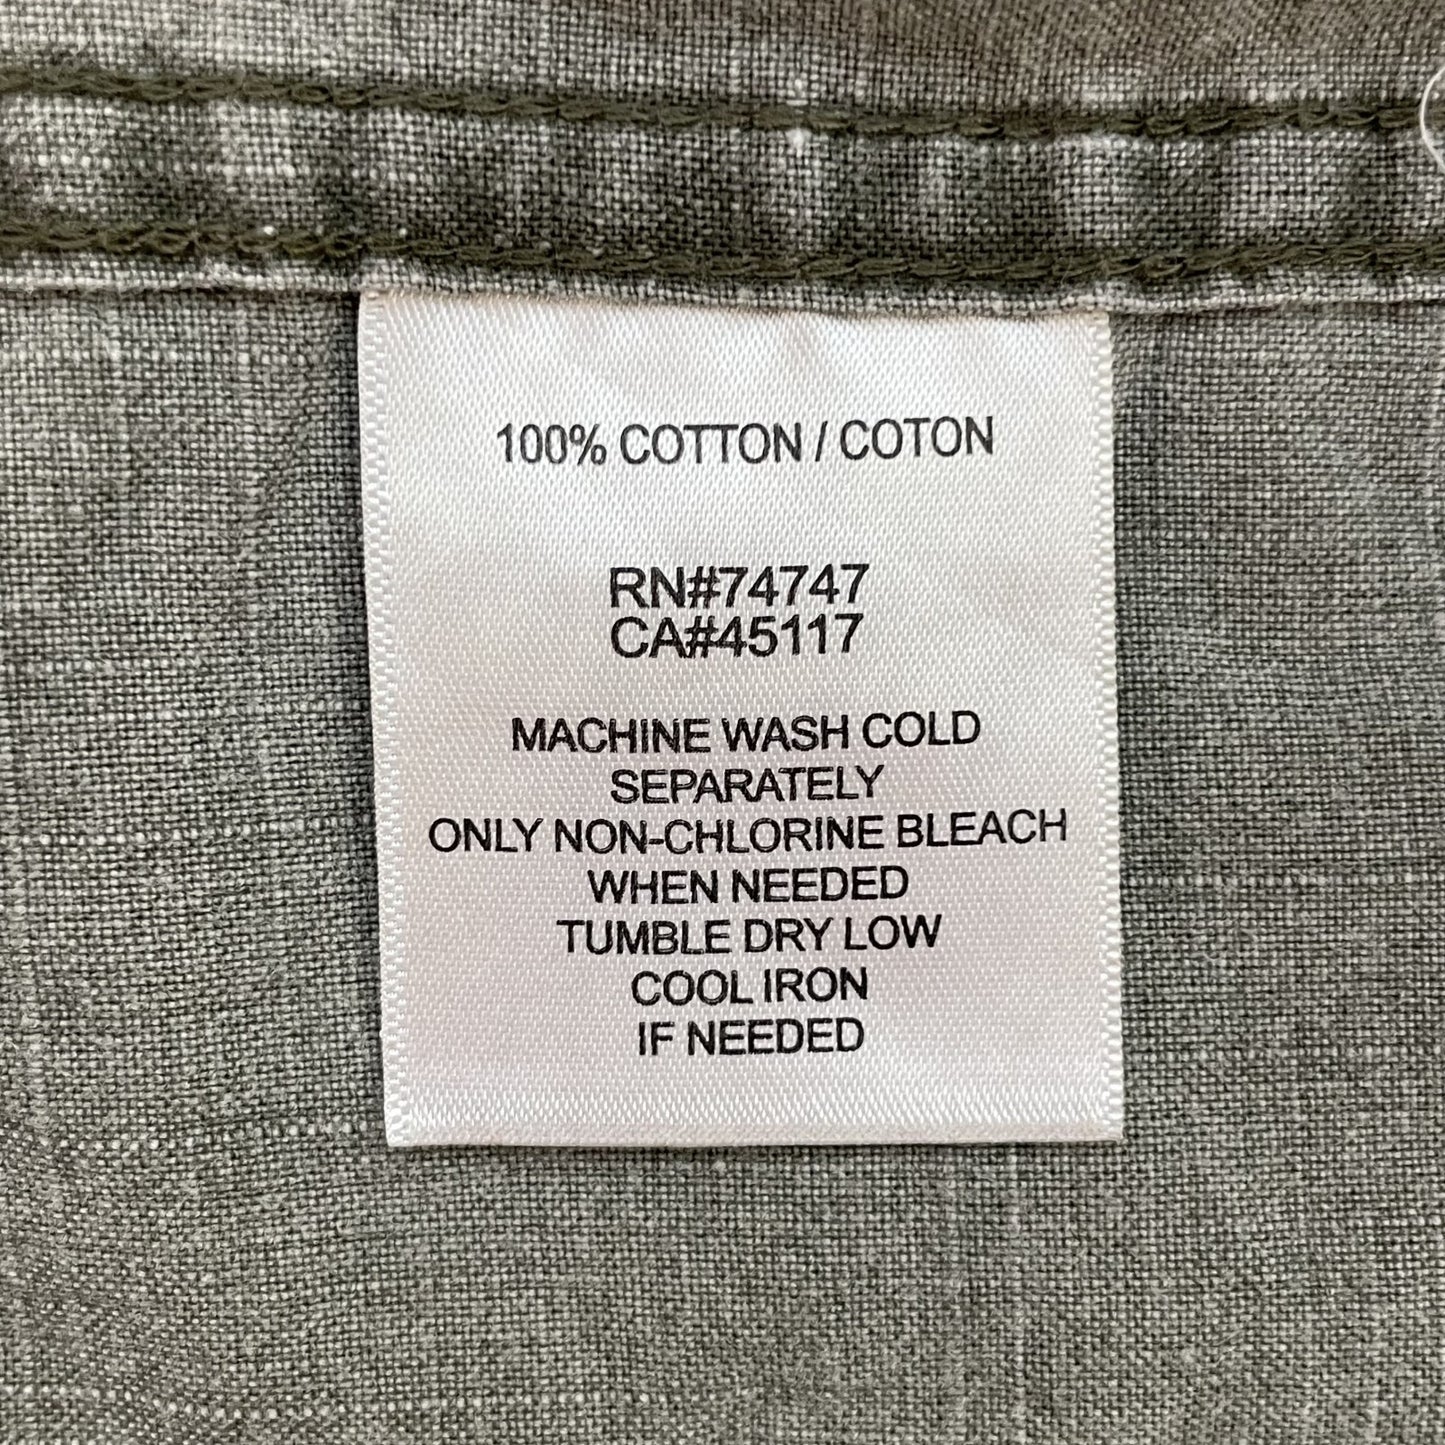 100% COTTON / COTON
RN#74747
CA#45117
MACHINE WASH COLD
SEPARATELY
ONLY NON-CHLORINE BLEACH
WHEN NEEDED
TUMBLE DRY LOW
COOL IRON
IF NEEDED